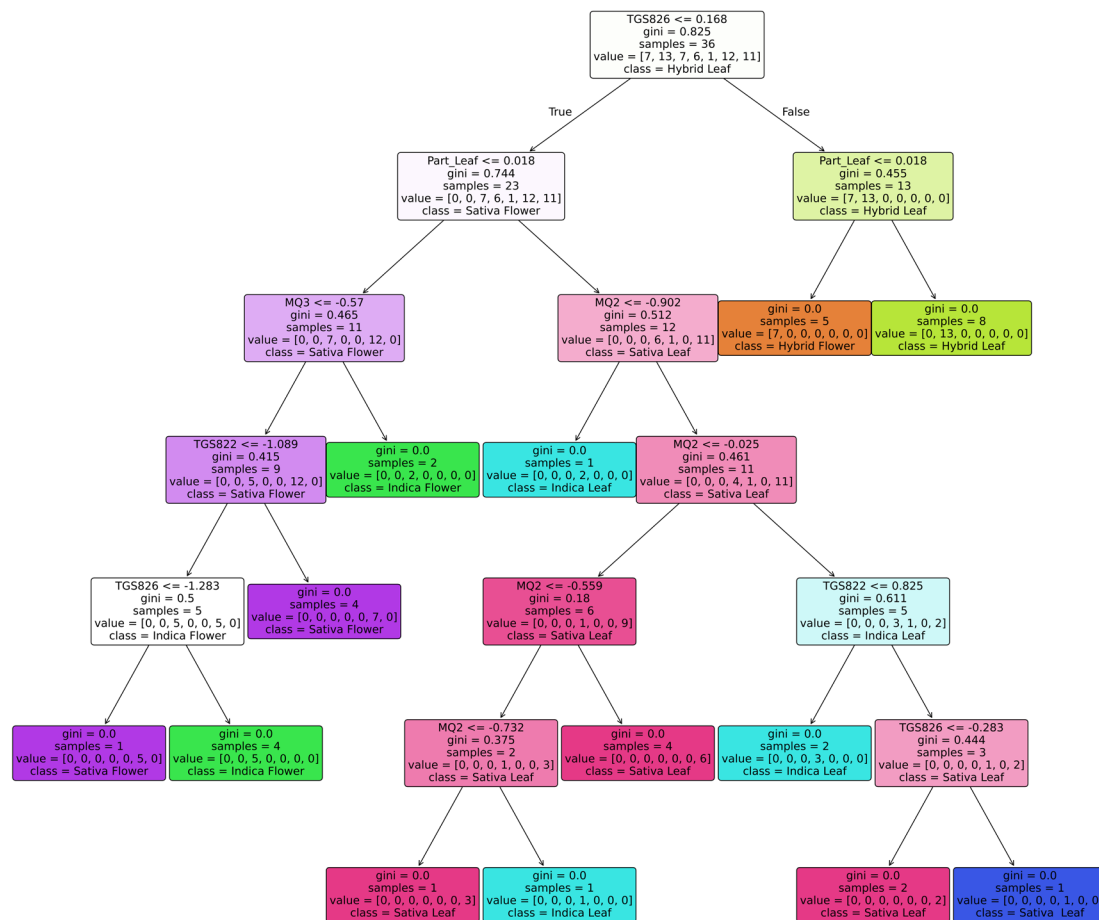 TGS826 <= 0.168
gini = 0.825
samples = 36
value = [7, 13, 7, 6, 1, 12, 11]
class = Hybrid Leaf
True
False
Part_Leaf <= 0.018
gini = 0.744
samples = 23
value = [0, 0, 7, 6, 1, 12, 11]
class = Sativa Flower
Part_Leaf <= 0.018
gini = 0.455
samples = 13
value = [7, 13, 0, 0, 0, 0, 0]
class = Hybrid Leaf
MQ3 <= -0.57
gini = 0.465
samples = 11
value = [0, 0, 7, 0, 0, 12, 0]
class = Sativa Flower
MQ2 <= -0.902
gini = 0.512
samples = 12
value = [0, 0, 0, 6, 1, 0, 11]
class = Sativa Leaf
gini = 0.0
samples = 5
value = [7, 0, 0, 0, 0, 0, 0]
class = Hybrid Flower
gini = 0.0
samples = 8
value = [0, 13, 0, 0, 0, 0, 0]
class = Hybrid Leaf
TGS822 <= -1.089
gini = 0.415
samples = 9
value = [0, 0, 5, 0, 0, 12, 0]
class = Sativa Flower
gini = 0.0
samples = 2
value = [0, 0, 2, 0, 0, 0, 0]
class = Indica Flower
gini = 0.0
samples = 1
value = [0, 0, 0, 2, 0, 0, 0]
class = Indica Leaf
MQ2 <= -0.025
gini = 0.461
samples = 11
value = [0, 0, 0, 4, 1, 0, 11]
class = Sativa Leaf
TGS826 <= -1.283
gini = 0.5
samples = 5
value = [0, 0, 5, 0, 0, 5, 0]
class = Indica Flower
gini = 0.0
samples = 4
value = [0, 0, 0, 0, 0, 7, 0]
class = Sativa Flower
MQ2 <= -0.559
gini = 0.18
samples = 6
value = [0, 0, 0, 1, 0, 0, 9]
class = Sativa Leaf
TGS822 <= 0.825
gini = 0.611
samples = 5
value = [0, 0, 0, 3, 1, 0, 2]
class = Indica Leaf
gini = 0.0
samples = 1
value = [0, 0, 0, 0, 0, 5, 0]
class = Sativa Flower
gini = 0.0
samples = 4
value = [0, 0, 5, 0, 0, 0, 0]
class = Indica Flower
MQ2 <= -0.732
gini = 0.375
samples = 2
value = [0, 0, 0, 1, 0, 0, 3]
class = Sativa Leaf
gini = 0.0
samples = 4
value = [0, 0, 0, 0, 0, 0, 6]
class = Sativa Leaf
gini = 0.0
samples = 2
value = [0, 0, 0, 3, 0, 0, 0]
class = Indica Leaf
TGS826 <= -0.283
gini = 0.444
samples = 3
value = [0, 0, 0, 0, 1, 0, 2]
class = Sativa Leaf
gini = 0.0
samples = 1
value = [0, 0, 0, 0, 0, 0, 3]
class = Sativa Leaf
gini = 0.0
samples = 1
value = [0, 0, 0, 1, 0, 0, 0]
class = Indica Leaf
gini = 0.0
samples = 2
value = [0, 0, 0, 0, 0, 0, 2]
class = Sativa Leaf
gini = 0.0
samples = 1
value = [0, 0, 0, 0, 1, 0, 0
class = Sativa  Leaf